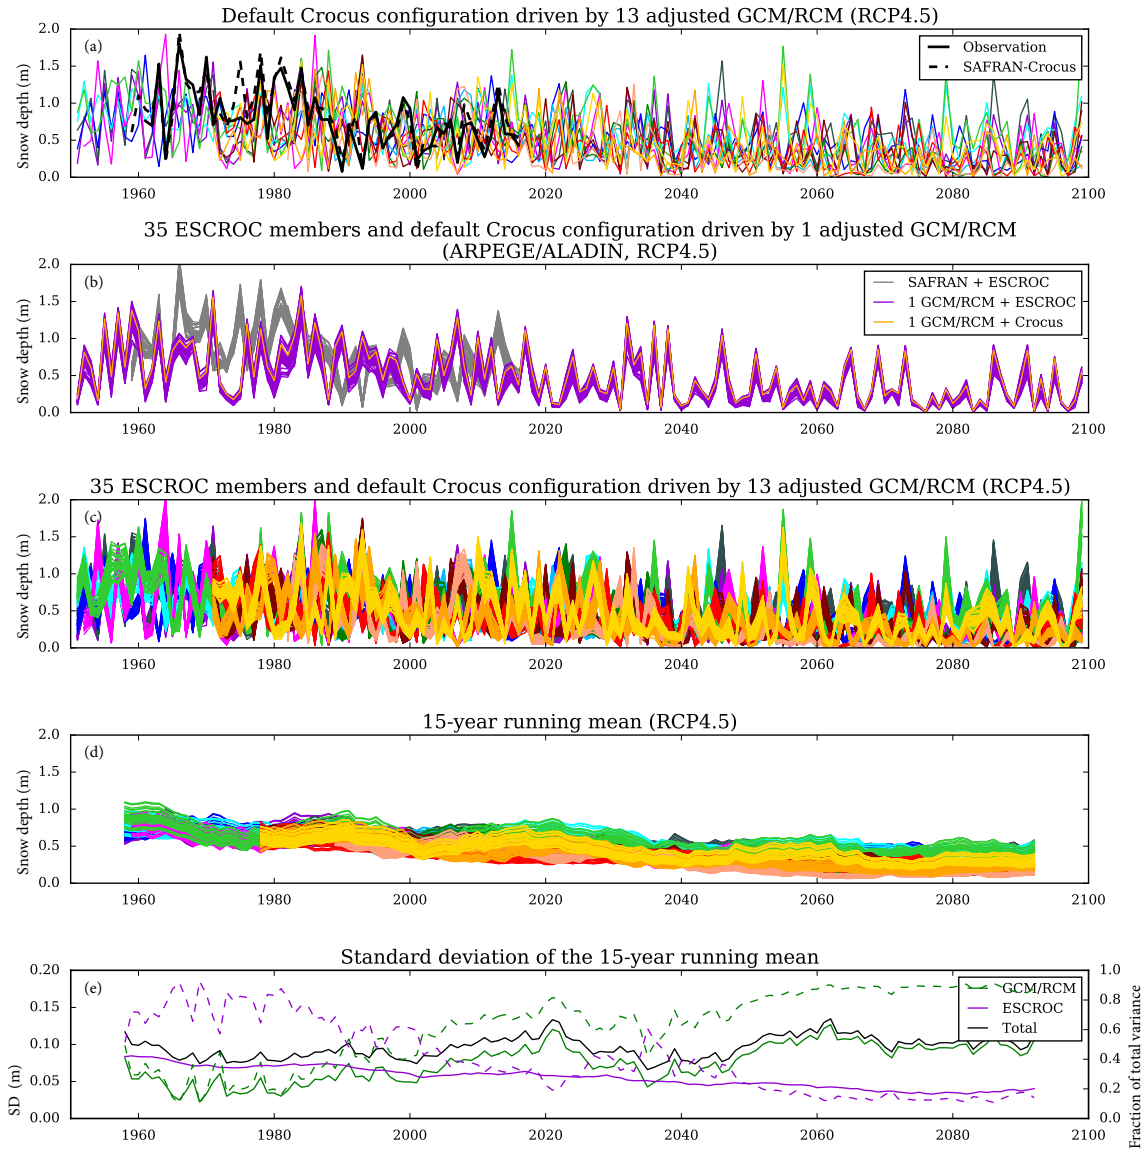 Default Crocus configuration driven by 13 adjusted GCM/RCM (RCP4.5)
2.0
1.5
1.0
0.5
0.0
Snow depth (m)
(a)
Observation
SAFRAN-Crocus
1960 1980 2000 2020 2040 2060 2080 2100
35 ESCROC members and default Crocus configuration driven by 1 adjusted GCM/RCM
(ARPEGE/ALADIN, RCP4.5)
2.0
1.5
1.0
0.5
0.0
Snow depth (m)
(b)
SAFRAN + ESCROC
1 GCM/RCM + ESCROC
1 GCM/RCM + Crocus
1960 1980 2000 2020 2040 2060 2080 2100
35 ESCROC members and default Crocus configuration driven by 13 adjusted GCM/RCM (RCP4.5)
2.0
1.5
1.0
0.5
0.0
Snow depth (m)
(c)
1960 1980 2000 2020 2040 2060 2080 2100
15-year running mean (RCP4.5)
2.0
1.5
1.0
0.5
0.0
Snow depth (m)
(d)
1960 1980 2000 2020 2040 2060 2080 2100
Standard deviation of the 15-year running mean
0.20
0.15
0.10
0.05
0.00
SD (m)
(e)
GCM/RCM
ESCROC
Total
1.0
0.8
0.6
0.4
0.2
0.0
Fraction of total variance
1960 1980 2000 2020 2040 2060 2080 2100